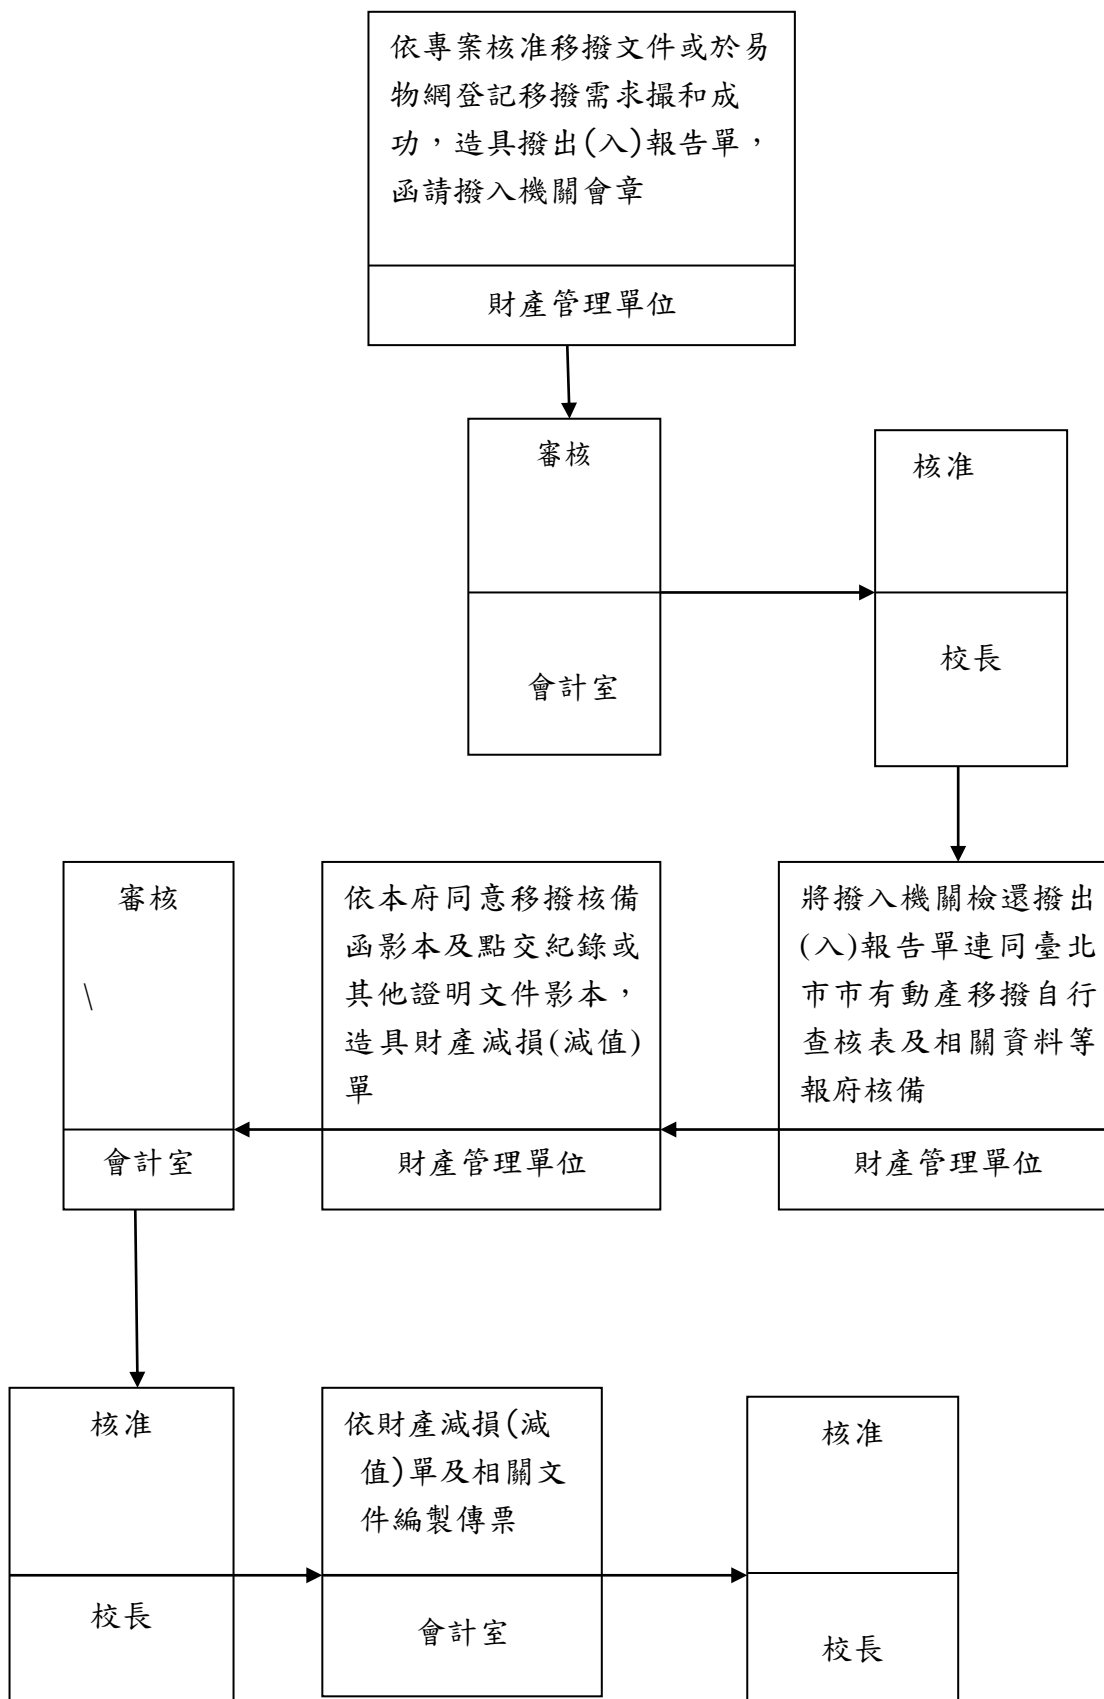 依專案核准移撥文件或於易
物網登記移撥需求撮和成
功，造具撥出(入)報告單，
函請撥入機關會章
財產管理單位
審核
會計室
核准
校長
將撥入機關檢還撥出
(入)報告單連同臺北
市市有動產移撥自行
查核表及相關資料等
報府核備
財產管理單位
依本府同意移撥核備
函影本及點交紀錄或
其他證明文件影本，
造具財產減損(減值)
單
財產管理單位
審核
\
會計室
核准
校長
依財產減損(減
值)單及相關文
件編製傳票
會計室
核准
校長